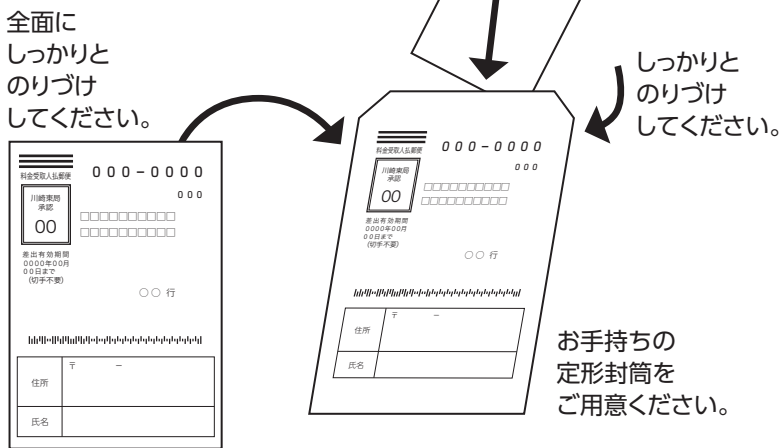 全面に
しっかりと
のりづけ
してください。
料金受取人払郵便
川崎東局
承認
00
000-0000
000
□□□□□□□□□□
□□□□□□□□□□
差出有効期間
0000年00月
00日まで
(切手不要)
○○ 行
住所
〒 −
氏名
料金受取人払郵便
川崎東局
承認
00
000-0000
000
□□□□□□□□□□
□□□□□□□□□□
差出有効期間
0000年00月
00日まで
(切手不要)
○○ 行
住所
〒 −
氏名
しっかりと
のりづけ
してください。
お手持ちの
定形封筒を
ご用意ください。